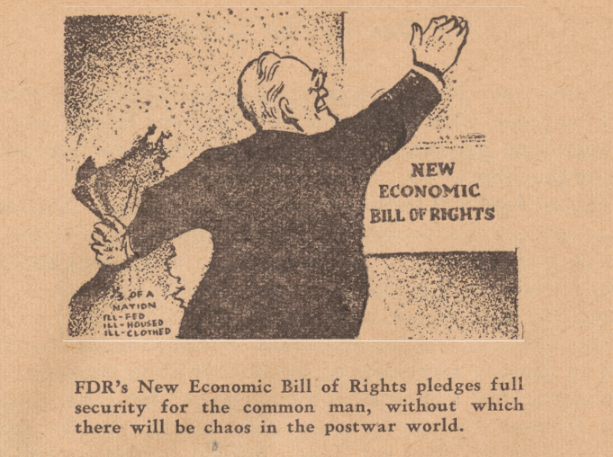 NEW
ECONOMIC
BILL OF RIGHTS
⅓ OF A
NATION
ILL-FED
ILL-HOUSED
ILL-CLOTHED
FDR's New Economic Bill of Rights pledges full
security for the common man, without which
there will be chaos in the postwar world.